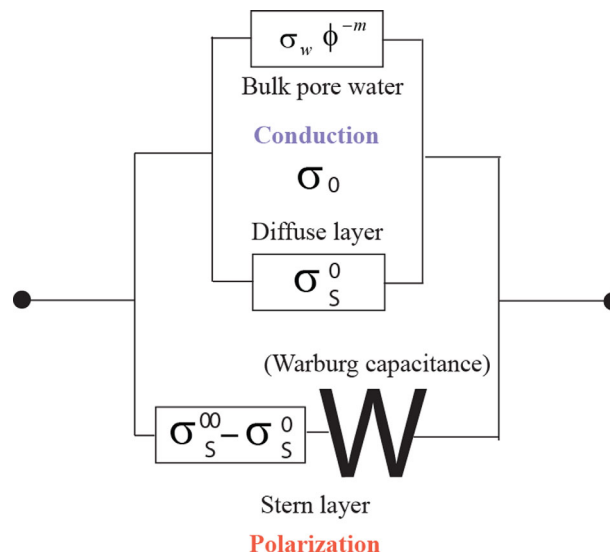 σ_w ϕ^{-m}
Bulk pore water
Conduction
σ_0
Diffuse layer
σ_S^0
(Warburg capacitance)
σ_S^∞ – σ_S^0 W
Stern layer
Polarization